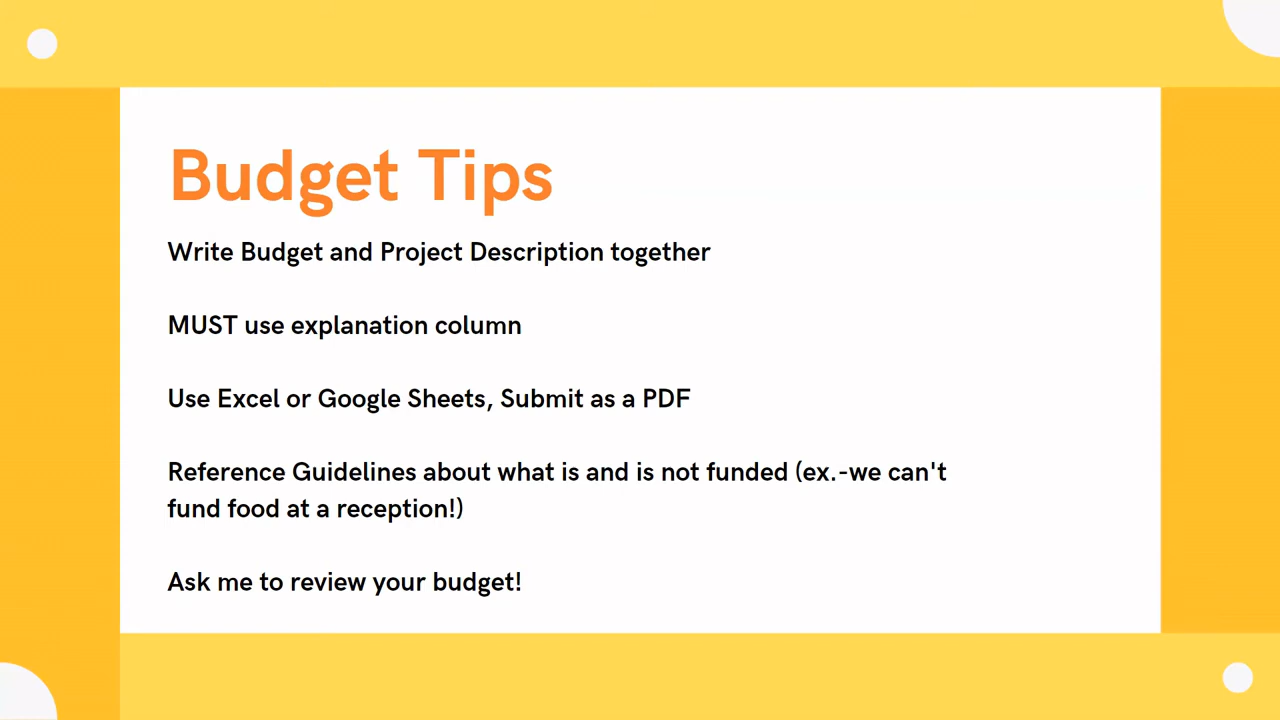 Budget Tips
Write Budget and Project Description together
MUST use explanation column
Use Excel or Google Sheets, Submit as a PDF
Reference Guidelines about what is and is not funded (ex.-we can't
fund food at a reception!)
Ask me to review your budget!